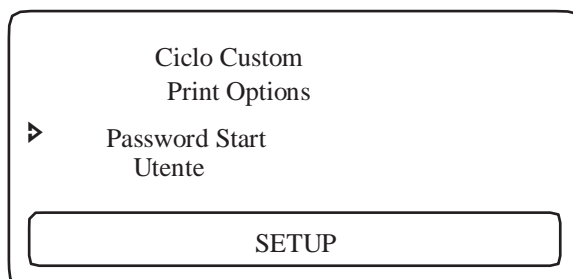 Ciclo Custom
Print Options
Password Start
Utente
SETUP